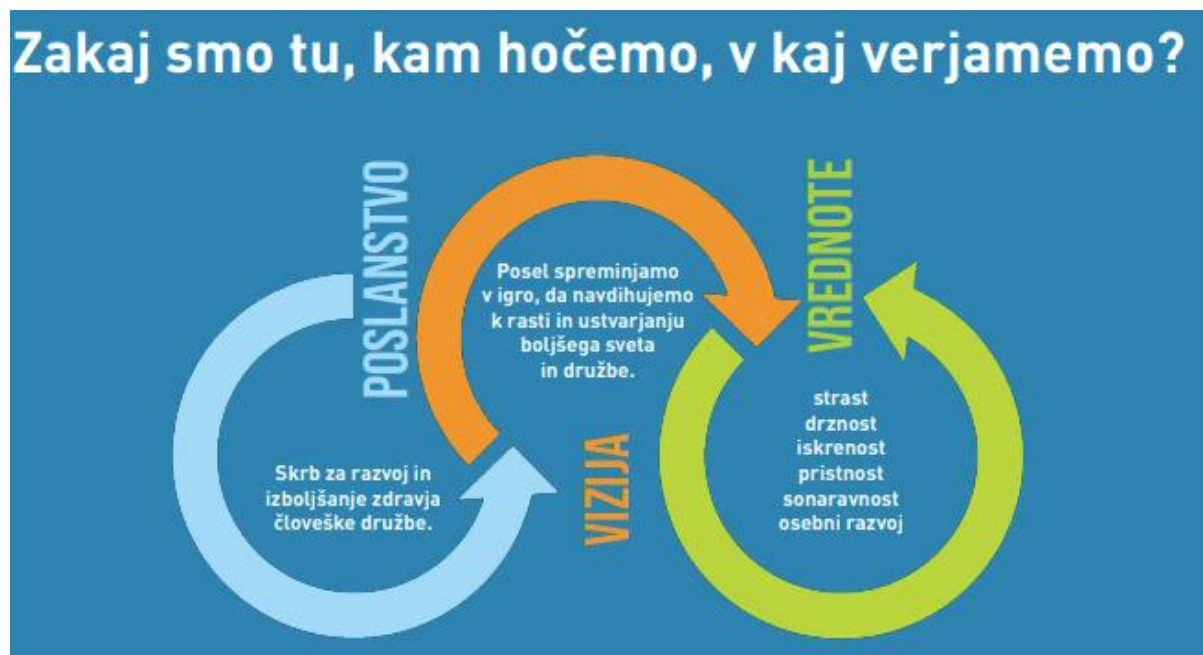 Zakaj smo tu, kam hočemo, v kaj verjamemo?
POSLANSTVO
Skrb za razvoj in
izboljšanje zdravja
človeške družbe.
VIZIJA
Posel spreminjamo
v igro, da navdihujemo
k rasti in ustvarjanju
boljšega sveta
in družbe.
VREDNOTE
strast
drznost
iskrenost
pristnost
sonaravnost
osebni razvoj